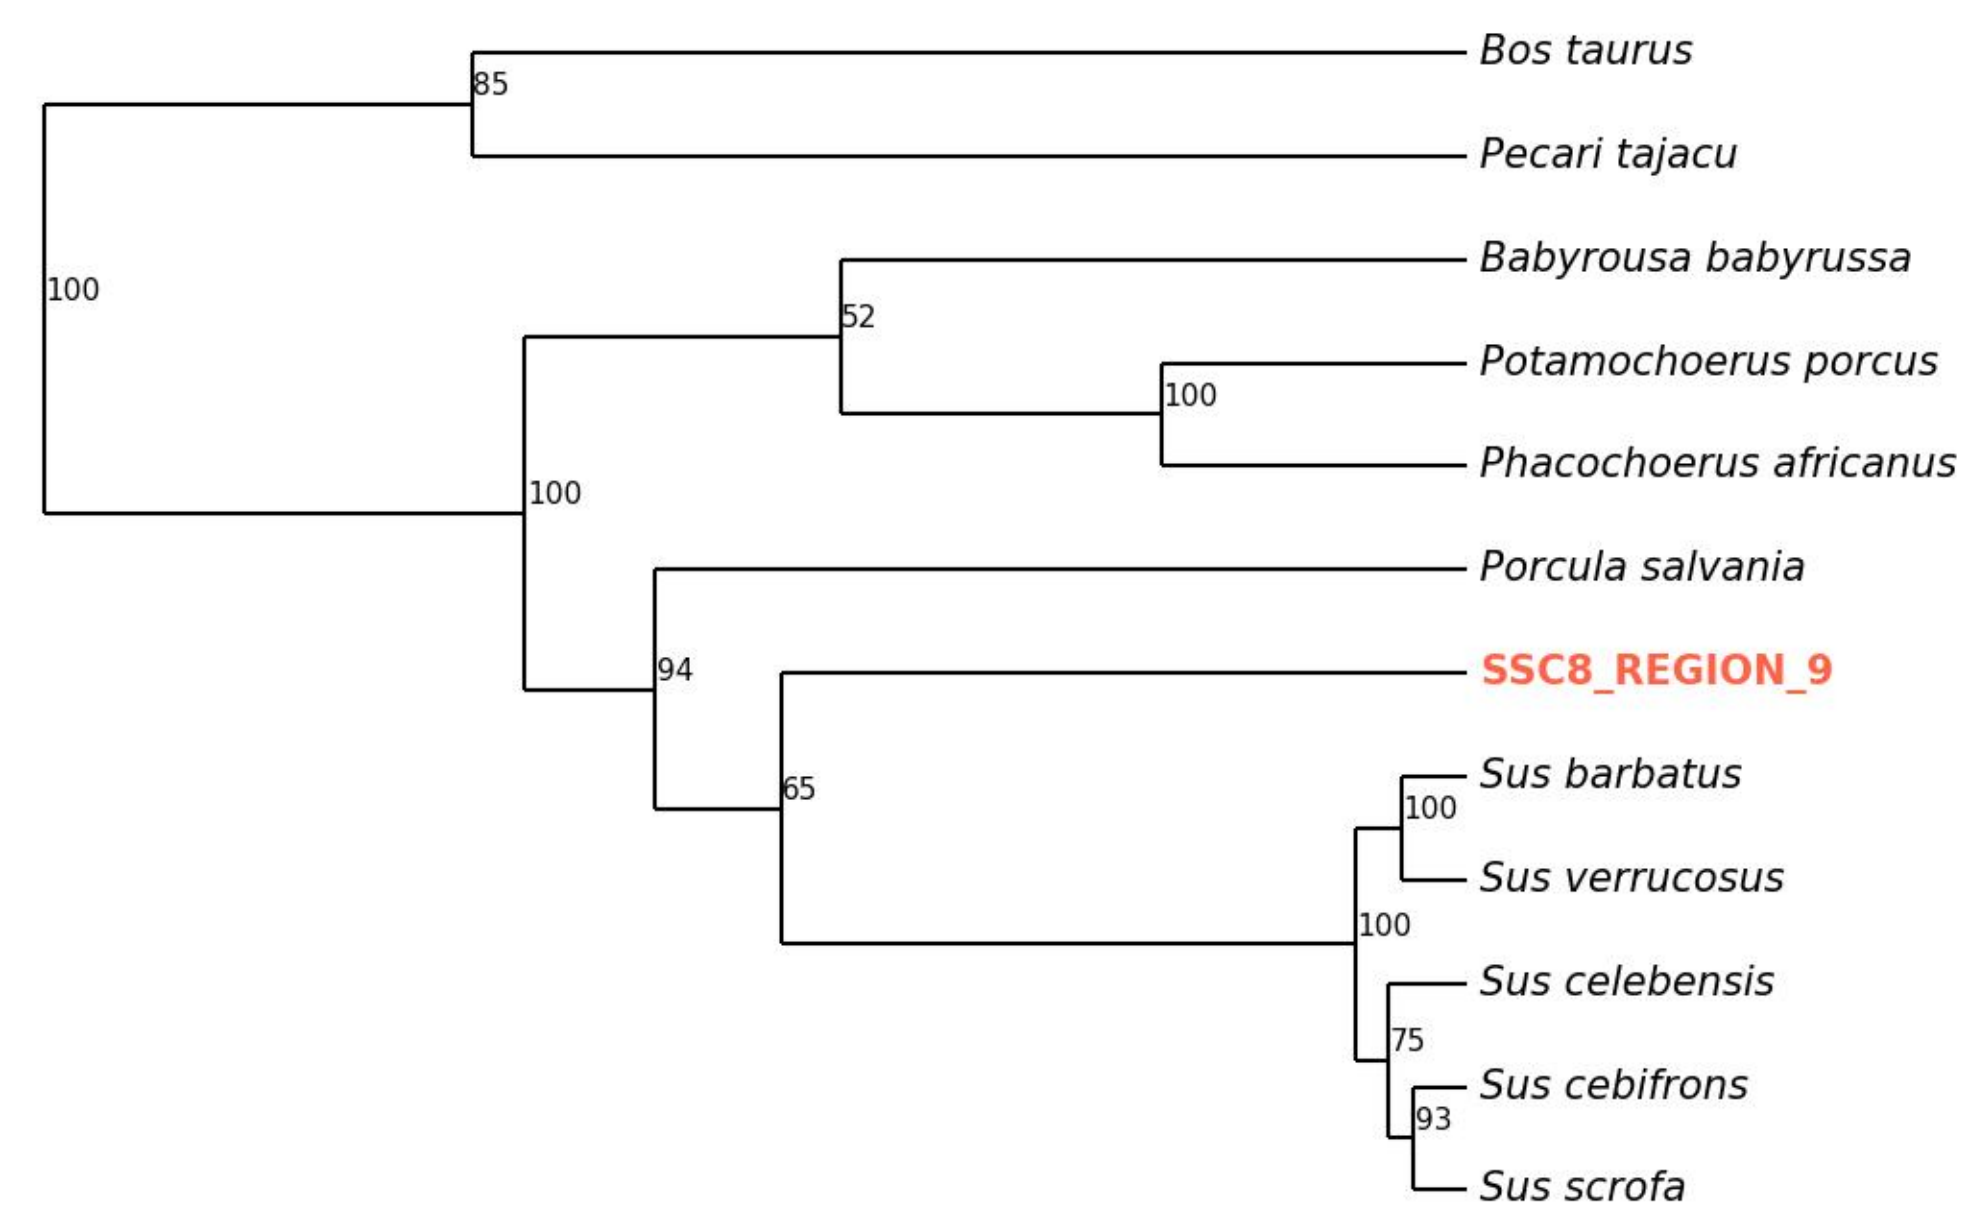 Bos taurus
85
Pecari tajacu
Babyrousa babyrussa
100
52
Potamochoerus porcus
100
Phacochoerus africanus
100
Porcula salvania
94
SSC8_REGION_9
Sus barbatus
65
100
Sus verrucosus
100
Sus celebensis
75
Sus cebifrons
93
Sus scrofa